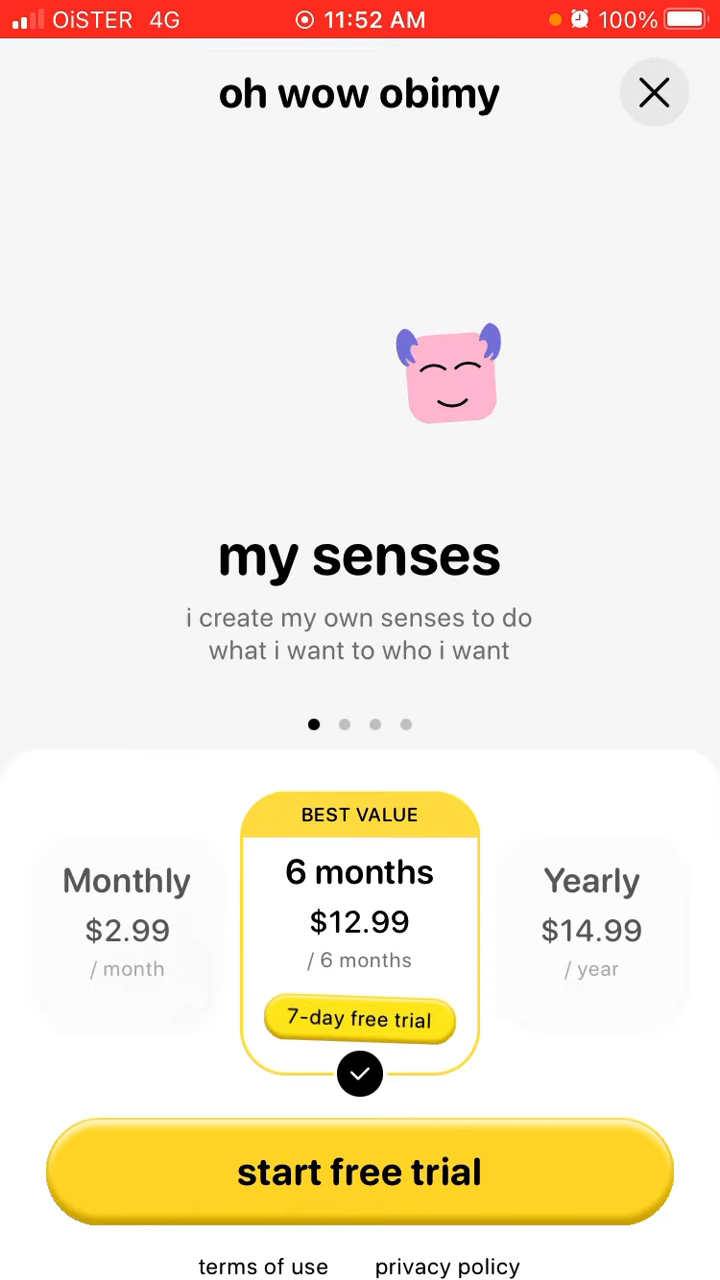 OiSTER 4G 11:52 AM 100%
oh wow obimy
my senses
i create my own senses to do
what i want to who i want
BEST VALUE
Monthly
$2.99
/ month
6 months
$12.99
/ 6 months
7-day free trial
Yearly
$14.99
/ year
start free trial
terms of use privacy policy